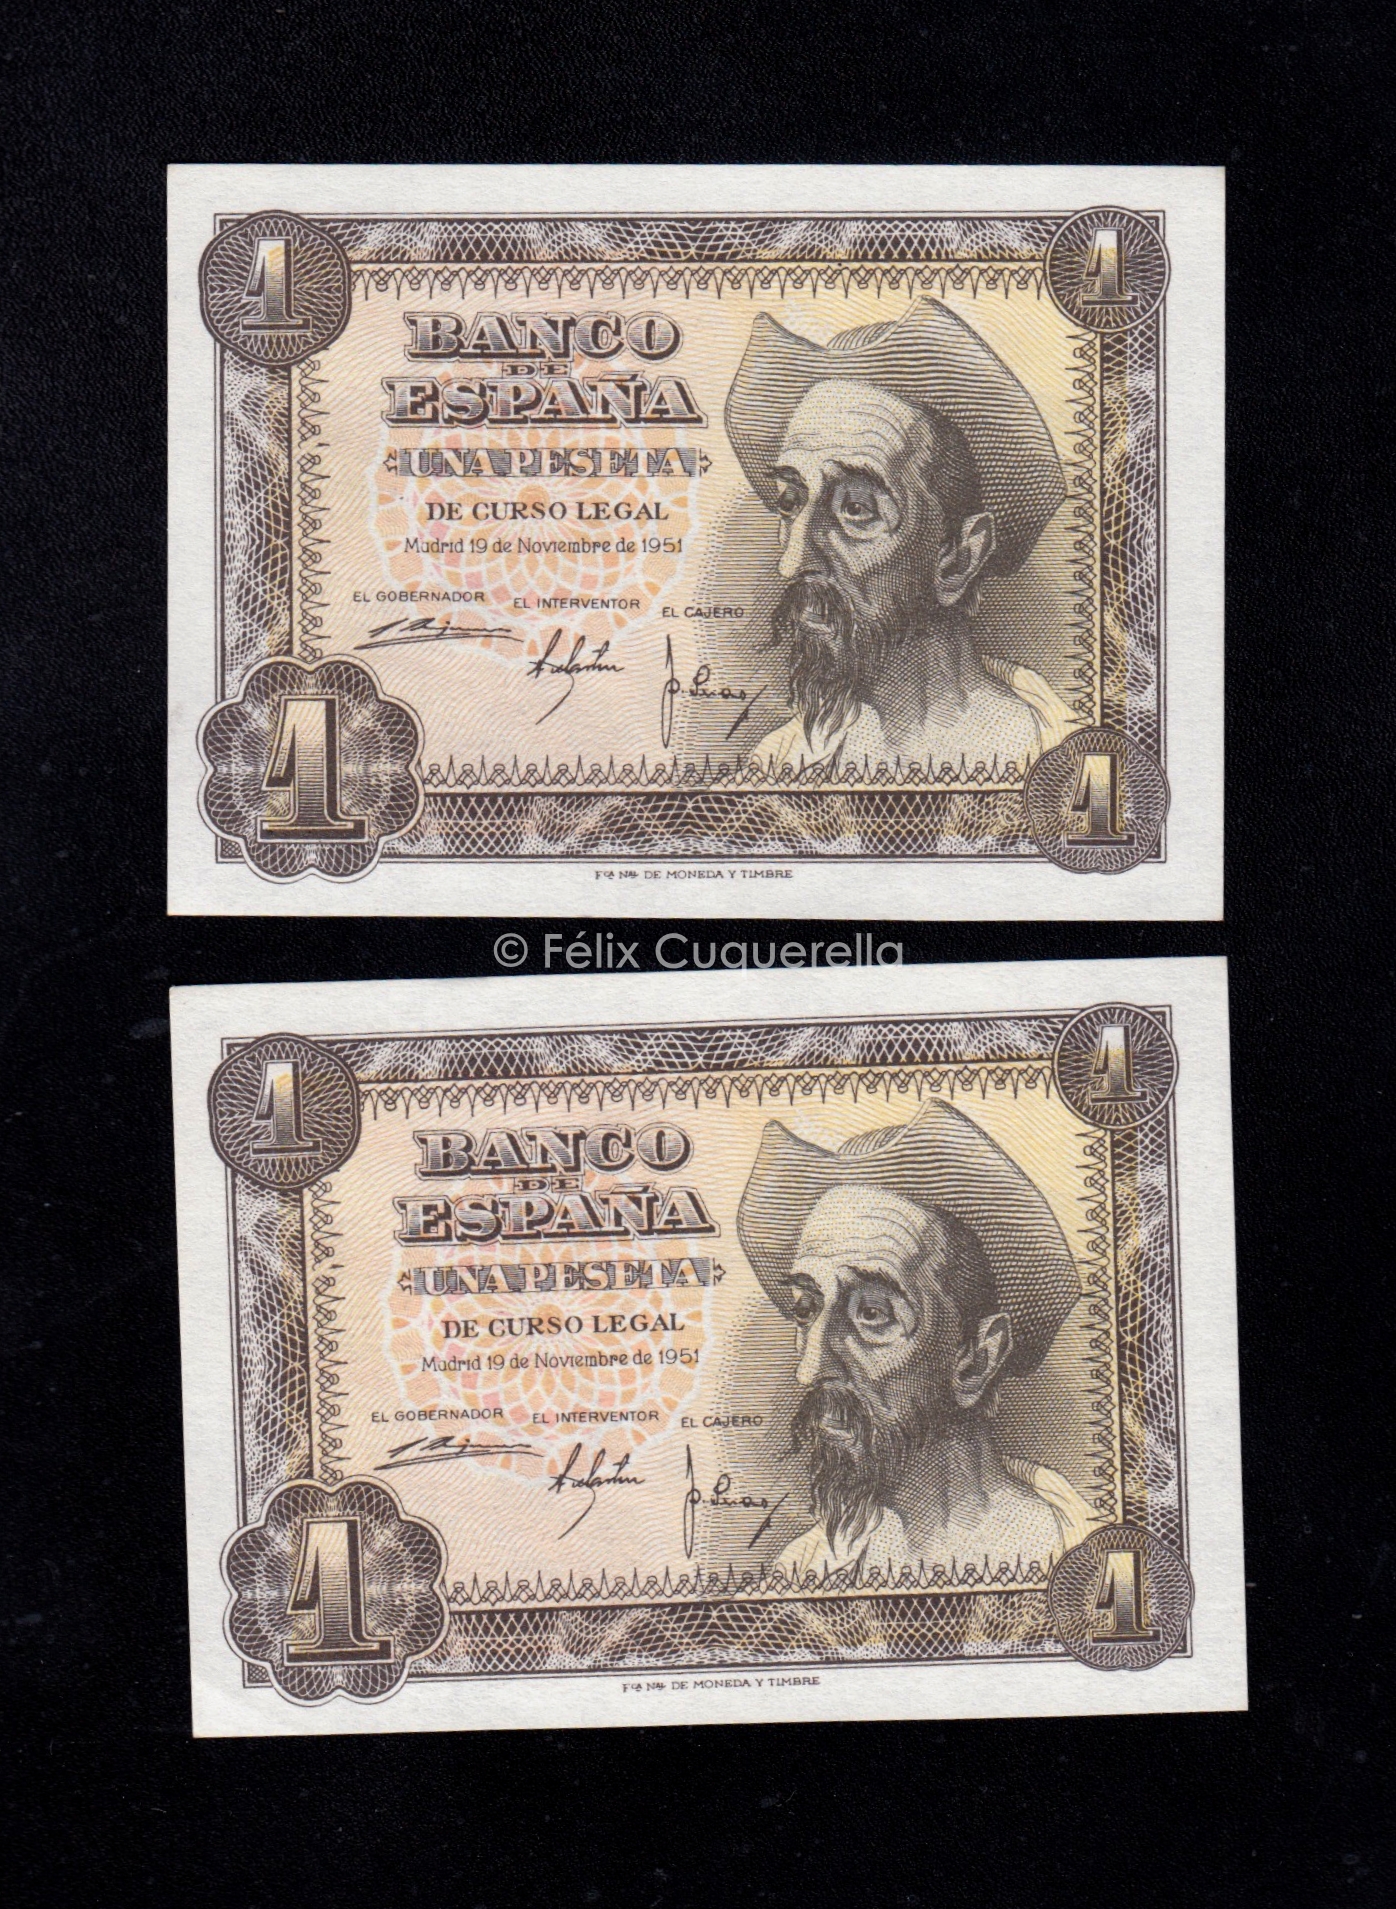 1 1
BANCO
DE
ESPAÑA
UNA PESETA
DE CURSO LEGAL
Madrid 19 de Noviembre de 1951
EL GOBERNADOR EL INTERVENTOR EL CAJERO
1 1
Fca Nal DE MONEDA Y TIMBRE
© Félix Cuquerella
1 1
BANCO
DE
ESPAÑA
UNA PESETA
DE CURSO LEGAL
Madrid 19 de Noviembre de 1951
EL GOBERNADOR EL INTERVENTOR EL CAJERO
1 1
Fca Nal DE MONEDA Y TIMBRE